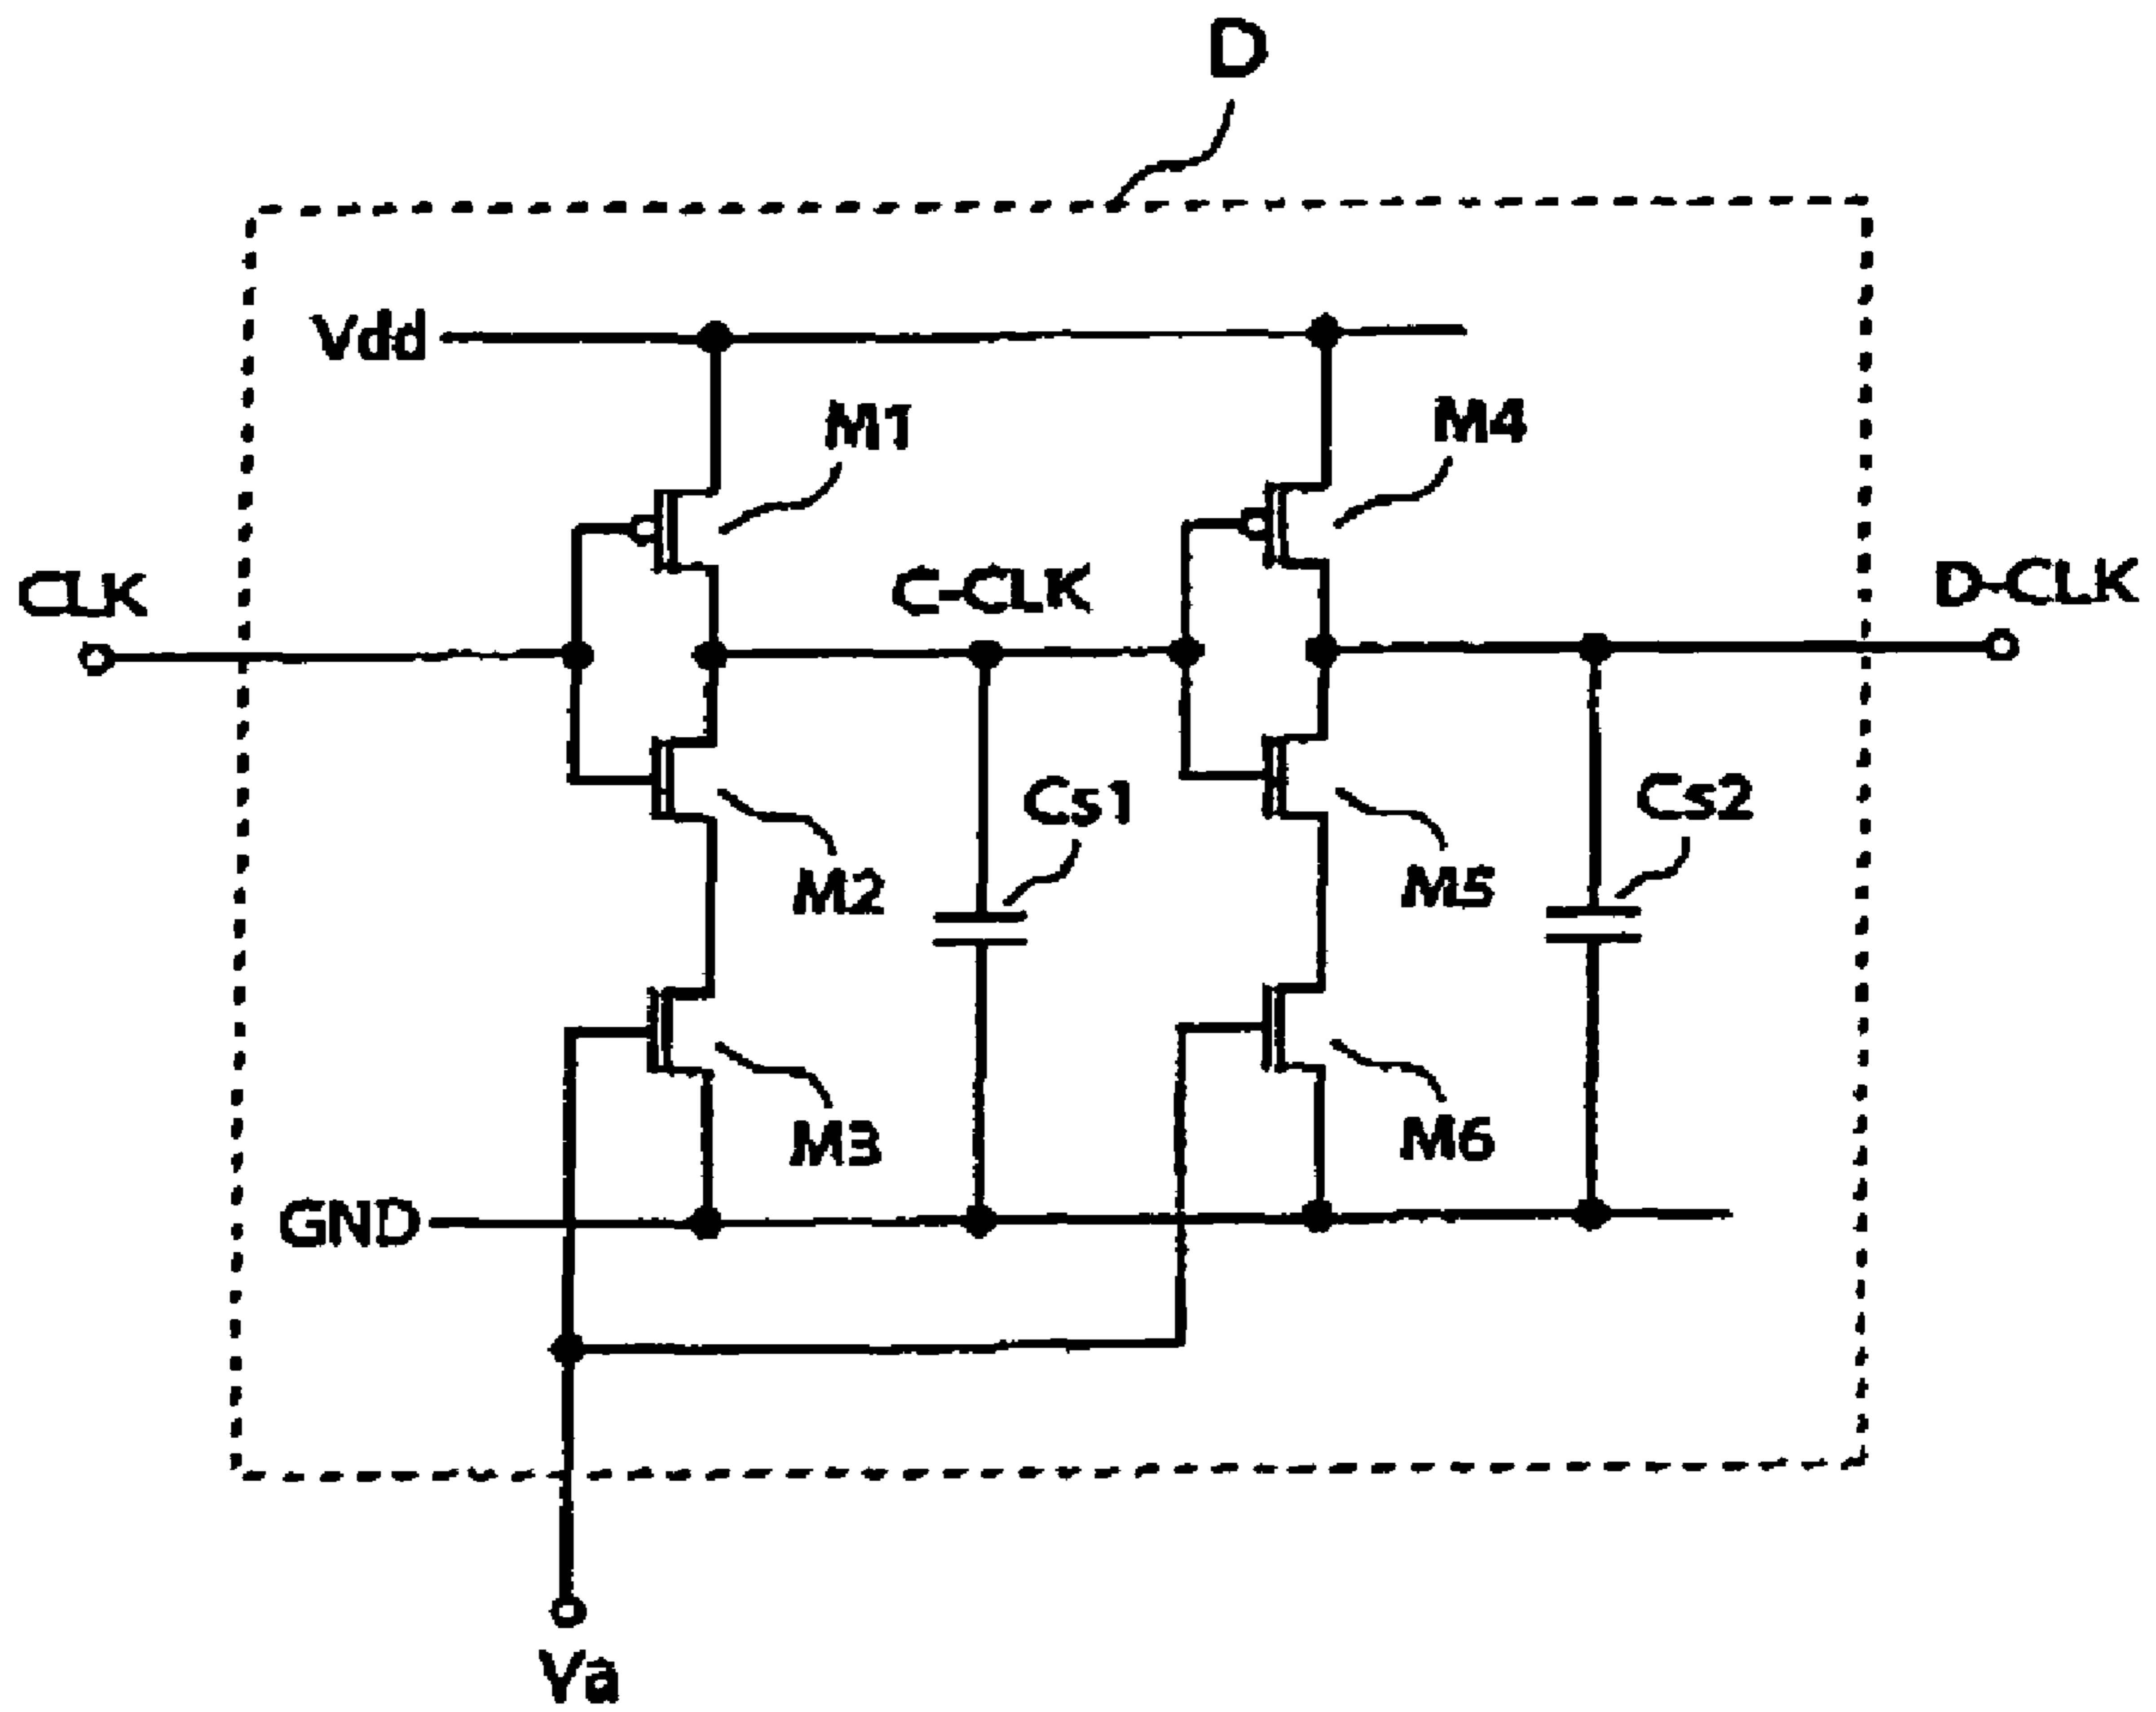 D
Vdd
M1
M4
CLK
C-CLK
D-CLK
Cs1
Cs2
M2
M5
M3
M6
GND
Va